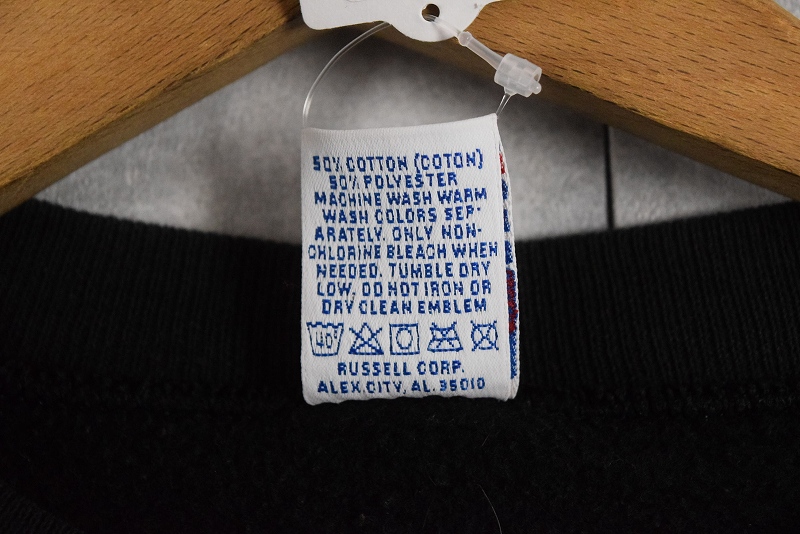 50% COTTON (COTON)
50% POLYESTER
MACHINE WASH WARM
WASH COLORS SEP-
ARATELY. ONLY NON-
CHLORINE BLEACH WHEN
NEEDED. TUMBLE DRY
LOW. DO NOT IRON OR
DRY CLEAN EMBLEM
40°
RUSSELL CORP.
ALEX. CITY, AL. 35010